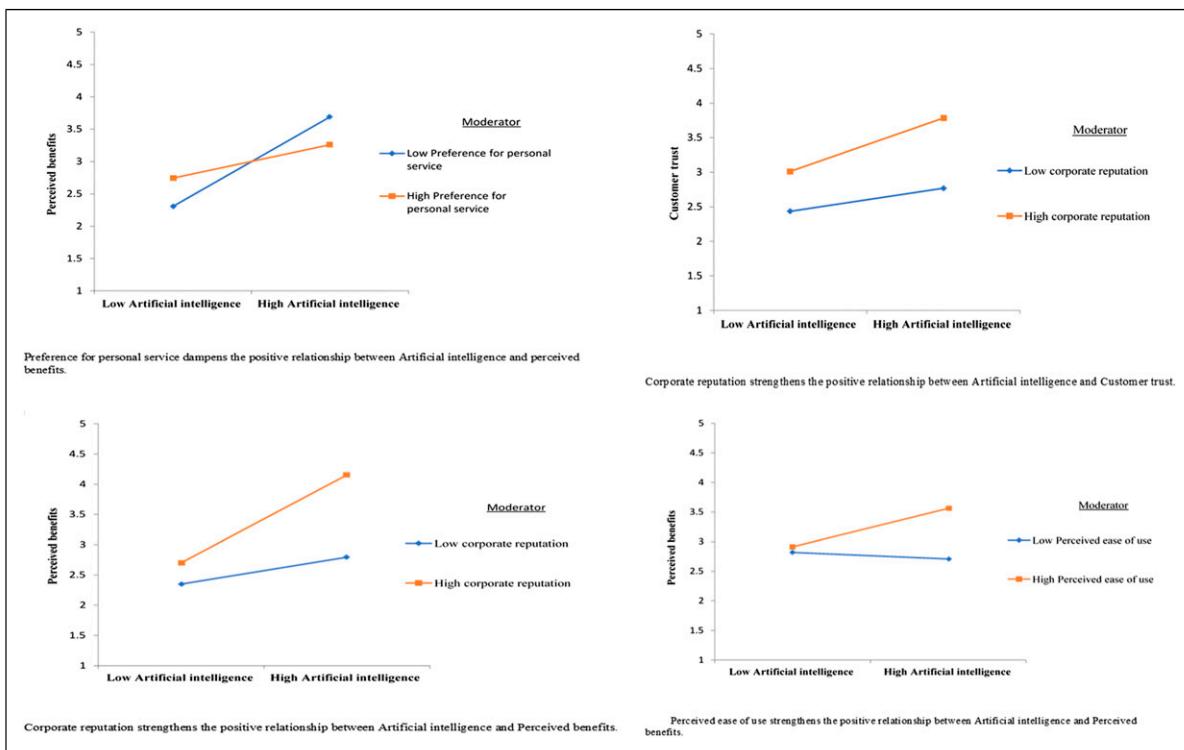 5
4.5
4
3.5
3
2.5
2
1.5
1
Perceived benefits
Low Artificial intelligence High Artificial intelligence
Moderator
Low Preference for personal
service
High Preference for
personal service
Preference for personal service dampens the positive relationship between Artificial intelligence and perceived
benefits.
5
4.5
4
3.5
3
2.5
2
1.5
1
Customer trust
Low Artificial intelligence High Artificial intelligence
Moderator
Low corporate reputation
High corporate reputation
Corporate reputation strengthens the positive relationship between Artificial intelligence and Customer trust.
5
4.5
4
3.5
3
2.5
2
1.5
1
Perceived benefits
Low Artificial intelligence High Artificial intelligence
Moderator
Low corporate reputation
High corporate reputation
Corporate reputation strengthens the positive relationship between Artificial intelligence and Perceived benefits.
5
4.5
4
3.5
3
2.5
2
1.5
1
Perceived benefits
Low Artificial intelligence High Artificial intelligence
Moderator
Low Perceived ease of use
High Perceived ease of use
Perceived ease of use strengthens the positive relationship between Artificial intelligence and Perceived
benefits.